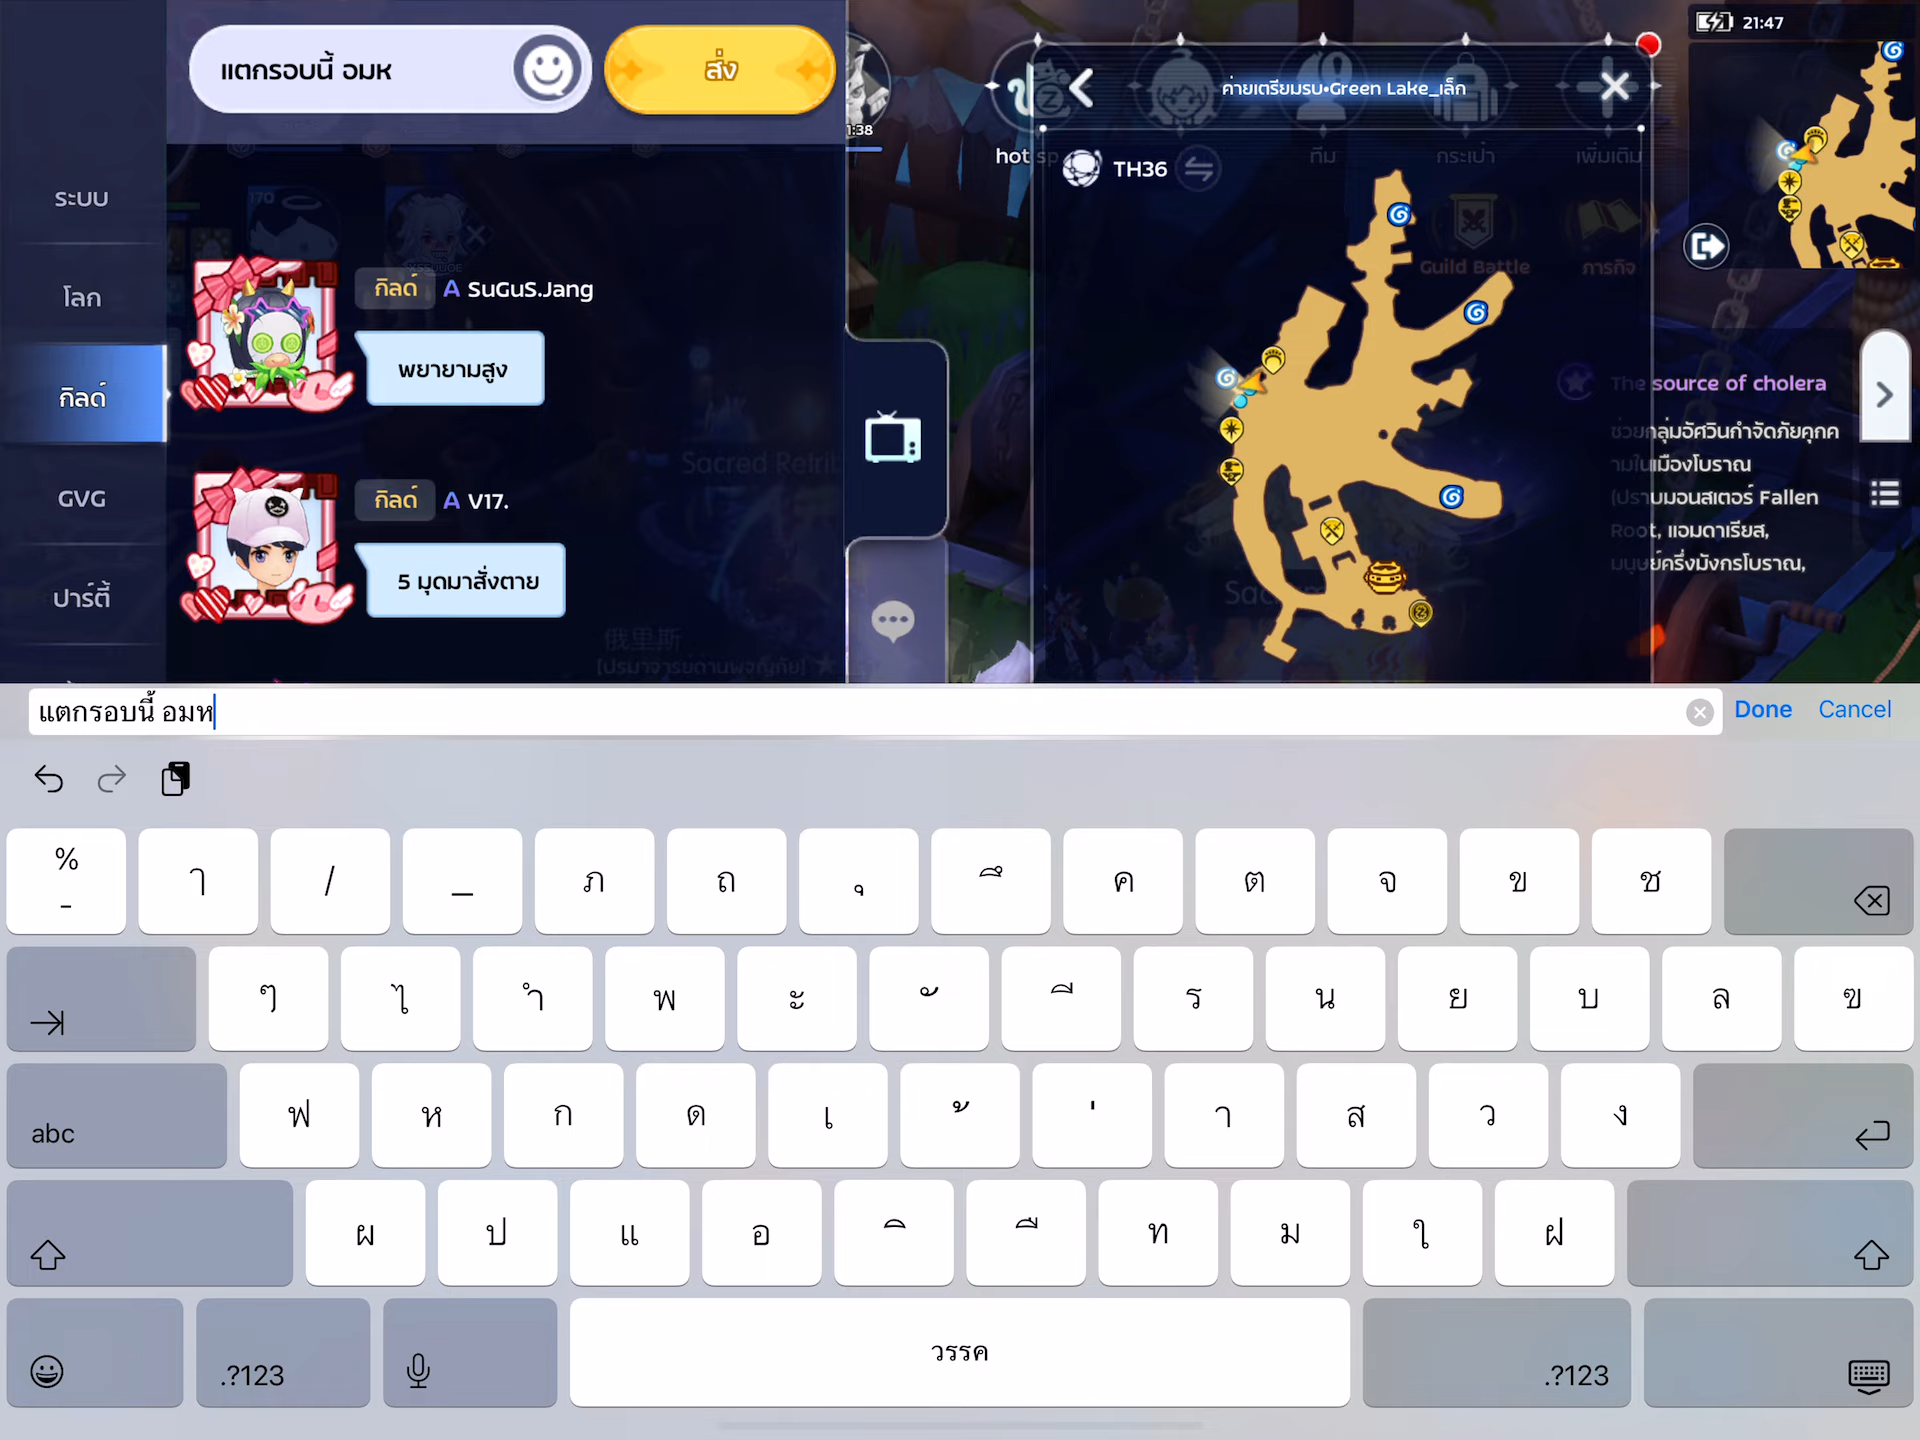 แตกรอบนี้ อมห
ส่ง
ระบบ
โลก
กิลด์
GVG
ปาร์ตี้
170
กิลด์ A SuGuS.Jang
พยายามสูง
กิลด์ A V17.
5 มุดมาสั่งตาย
俄里斯
1:38
hot sp
ค่ายเตรียมรบ•Green Lake_เล็ก
TH36
ทีม
กระเป๋า
เพิ่มเติม
Guild Battle
ภารกิจ
21:47
The source of cholera
ช่วยกลุ่มอัศวินกำจัดภัยคุกค
ามในเมืองโบราณ
(ปราบมอนสเตอร์ Fallen
Root, แอมดาเรียส,
มนุษย์ครึ่งมังกรโบราณ,
แตกรอบนี้ อมห
Done Cancel
%
- ๅ / _ ภ ถ ุ ึ ค ต จ ข ช
ๆ ไ ำ พ ะ ั ี ร น ย บ ล ฃ
abc ฟ ห ก ด เ ้ ่ า ส ว ง
ผ ป แ อ ิ ื ท ม ใ ฝ
.?123 วรรค .?123